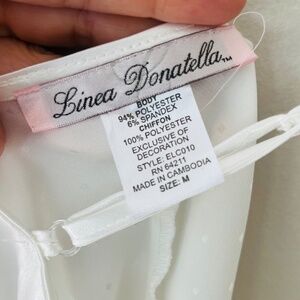 Linea Donatella™
BODY
94% POLYESTER
6% SPANDEX
CHIFFON
100% POLYESTER
EXCLUSIVE OF
DECORATION
STYLE: ELC010
RN 64211
MADE IN CAMBODIA
SIZE: M